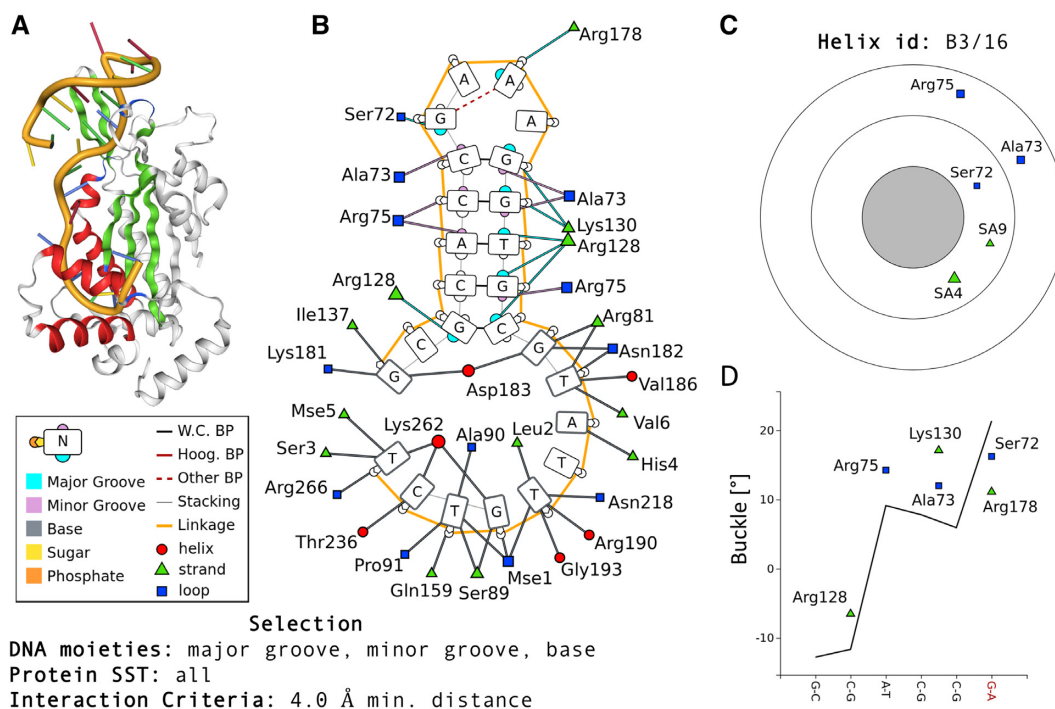 A
B
C
Helix id: B3/16
Arg178
A
A
Ser72
G
A
C
G
Ala73
Ala73
C
G
Arg75
Lys130
A
T
Arg128
Arg128
C
G
Arg75
Ile137
G
C
Arg81
C
G
Asn182
Lys181
G
T
Asp183
Val186
Mse5
Lys262
Ala90
Leu2
Val6
A
Ser3
T
T
His4
Arg266
C
T
G
T
Asn218
Thr236
Arg190
Pro91
Mse1
Gly193
Gln159
Ser89
Arg75
Ala73
Ser72
SA9
SA4
N
W.C. BP
Hoog. BP
Major Groove
Other BP
Minor Groove
Stacking
Base
Linkage
Sugar
helix
Phosphate
strand
loop
D
Buckle [°]
20
10
0
-10
Lys130
Ser72
Arg75
Ala73
Arg178
Arg128
G-C
C-G
A-T
C-G
C-G
G-A
Selection
DNA moieties: major groove, minor groove, base
Protein SST: all
Interaction Criteria: 4.0 Å min. distance